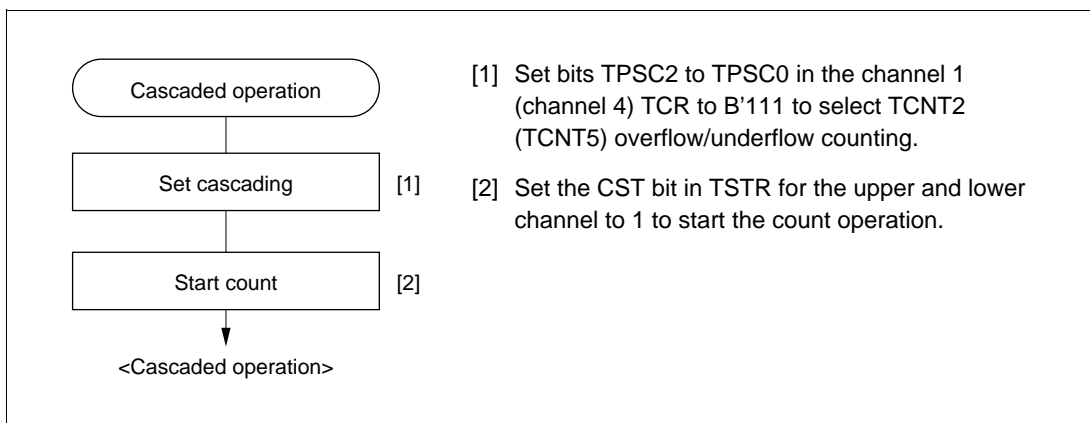 Cascaded operation
Set cascading
[1]
Start count
[2]
<Cascaded operation>
[1] Set bits TPSC2 to TPSC0 in the channel 1
(channel 4) TCR to B’111 to select TCNT2
(TCNT5) overflow/underflow counting.
[2] Set the CST bit in TSTR for the upper and lower
channel to 1 to start the count operation.